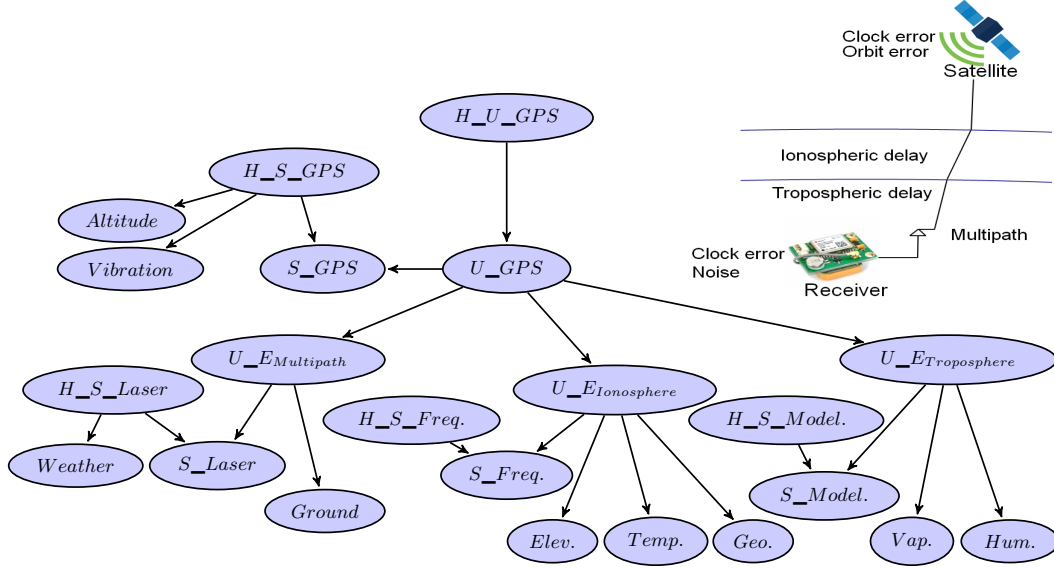 Clock error
Orbit error
Satellite
H_U_GPS
Ionospheric delay
H_S_GPS
Tropospheric delay
Altitude
Multipath
Clock error
Noise
Vibration
S_GPS
U_GPS
Receiver
U_E_Multipath
U_E_Troposphere
H_S_Laser
U_E_Ionosphere
H_S_Freq.
H_S_Model.
Weather
S_Laser
S_Freq.
S_Model.
Ground
Elev.
Temp.
Geo.
Vap.
Hum.